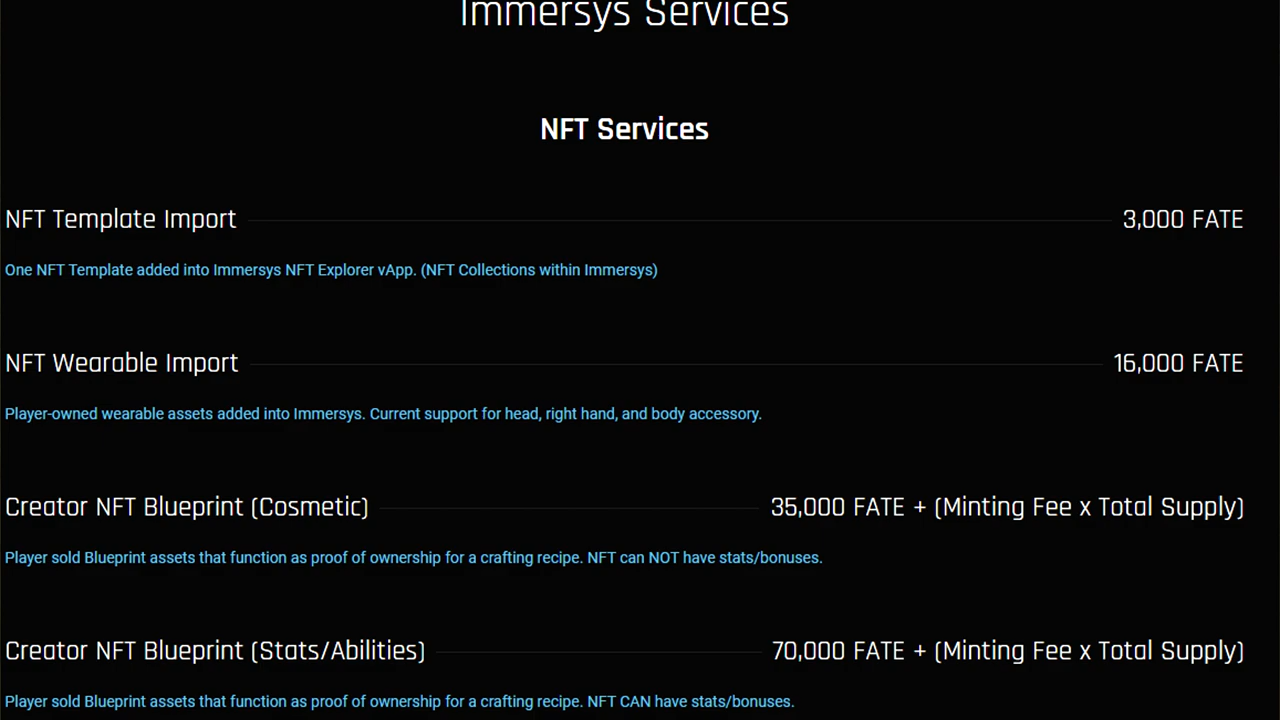 Immersys Services
NFT Services
NFT Template Import 3,000 FATE
One NFT Template added into Immersys NFT Explorer vApp. (NFT Collections within Immersys)
NFT Wearable Import 16,000 FATE
Player-owned wearable assets added into Immersys. Current support for head, right hand, and body accessory.
Creator NFT Blueprint (Cosmetic) 35,000 FATE + (Minting Fee x Total Supply)
Player sold Blueprint assets that function as proof of ownership for a crafting recipe. NFT can NOT have stats/bonuses.
Creator NFT Blueprint (Stats/Abilities) 70,000 FATE + (Minting Fee x Total Supply)
Player sold Blueprint assets that function as proof of ownership for a crafting recipe. NFT CAN have stats/bonuses.